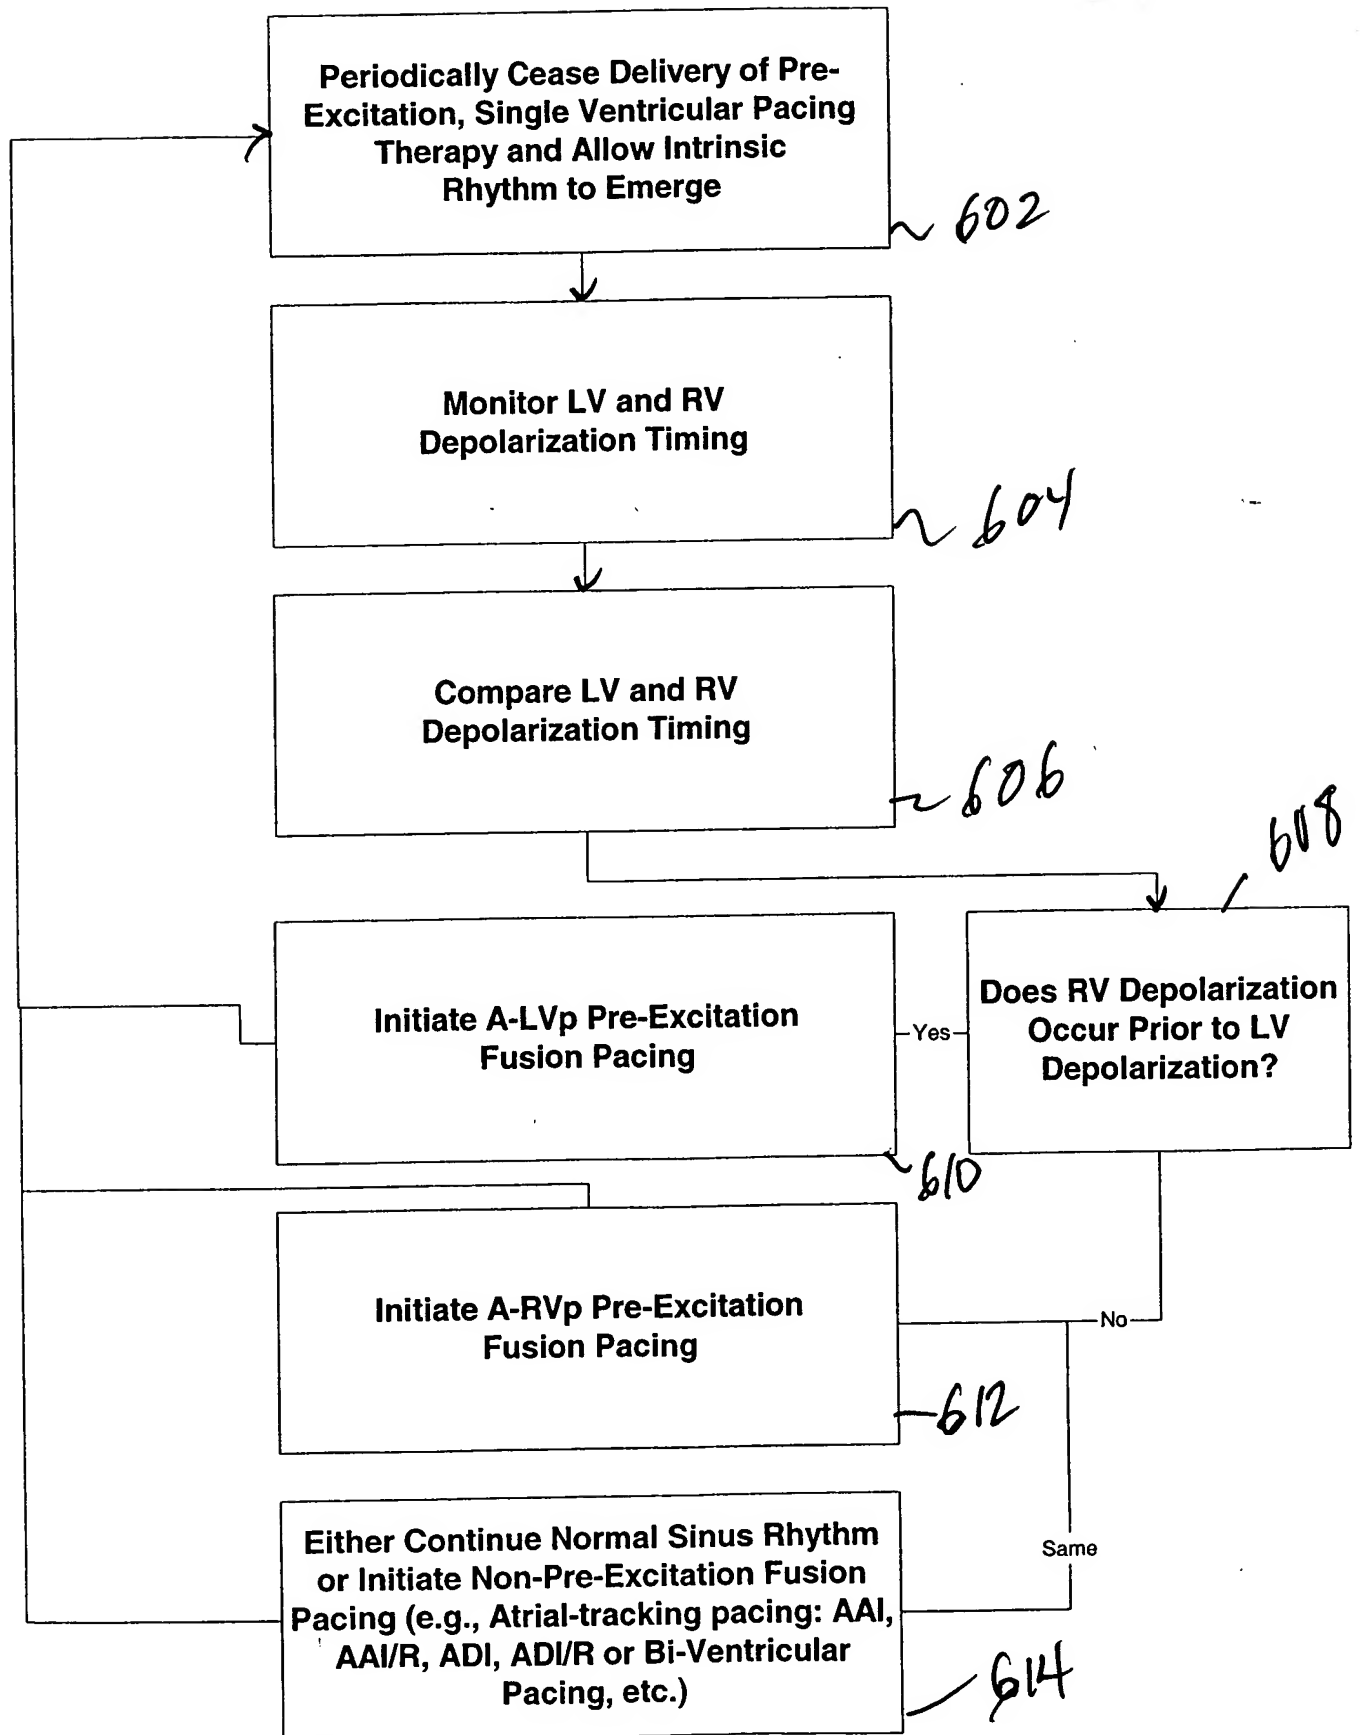 Periodically Cease Delivery of Pre-
Excitation, Single Ventricular Pacing
Therapy and Allow Intrinsic
Rhythm to Emerge
602
Monitor LV and RV
Depolarization Timing
604
Compare LV and RV
Depolarization Timing
606
608
Does RV Depolarization
Occur Prior to LV
Depolarization?
Yes
Initiate A-LVp Pre-Excitation
Fusion Pacing
610
Initiate A-RVp Pre-Excitation
Fusion Pacing
No
612
Same
Either Continue Normal Sinus Rhythm
or Initiate Non-Pre-Excitation Fusion
Pacing (e.g., Atrial-tracking pacing: AAI,
AAI/R, ADI, ADI/R or Bi-Ventricular
Pacing, etc.)
614